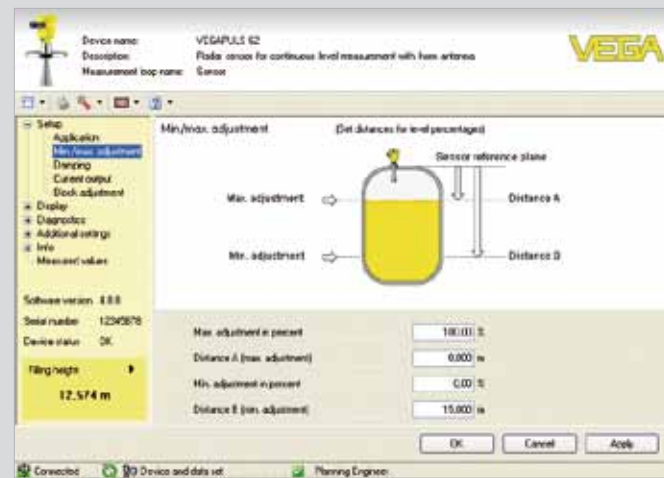 Device name: VEGAPULS 62
Description: Radar sensor for continuous level measurement with horn antenna
Measurement loop name: Sensor
VEGA
Setup
Application
Min./max. adjustment
Damping
Current output
Block adjustment
Display
Diagnostics
Additional settings
Info
Measured values
Software version
Serial number 12345678
Device status OK
Filling height
12.574 m
Min./max. adjustment (Set distances for level percentages)
Sensor reference plane
Max. adjustment
Distance A
Min. adjustment
Distance B
Max. adjustment in percent 100.00 %
Distance A (max. adjustment) 0.000 m
Min. adjustment in percent 0.00 %
Distance B (min. adjustment) 15.000 m
OK Cancel Apply
Connected Device and data set Planning Engineer